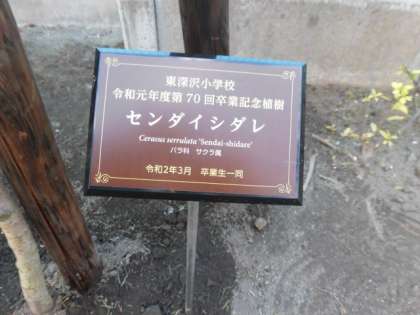 東深沢小学校
令和元年度第70回卒業記念植樹
センダイシダレ
Cerasus serrulata 'Sendai-shidare'
バラ科 サクラ属
令和2年3月 卒業生一同